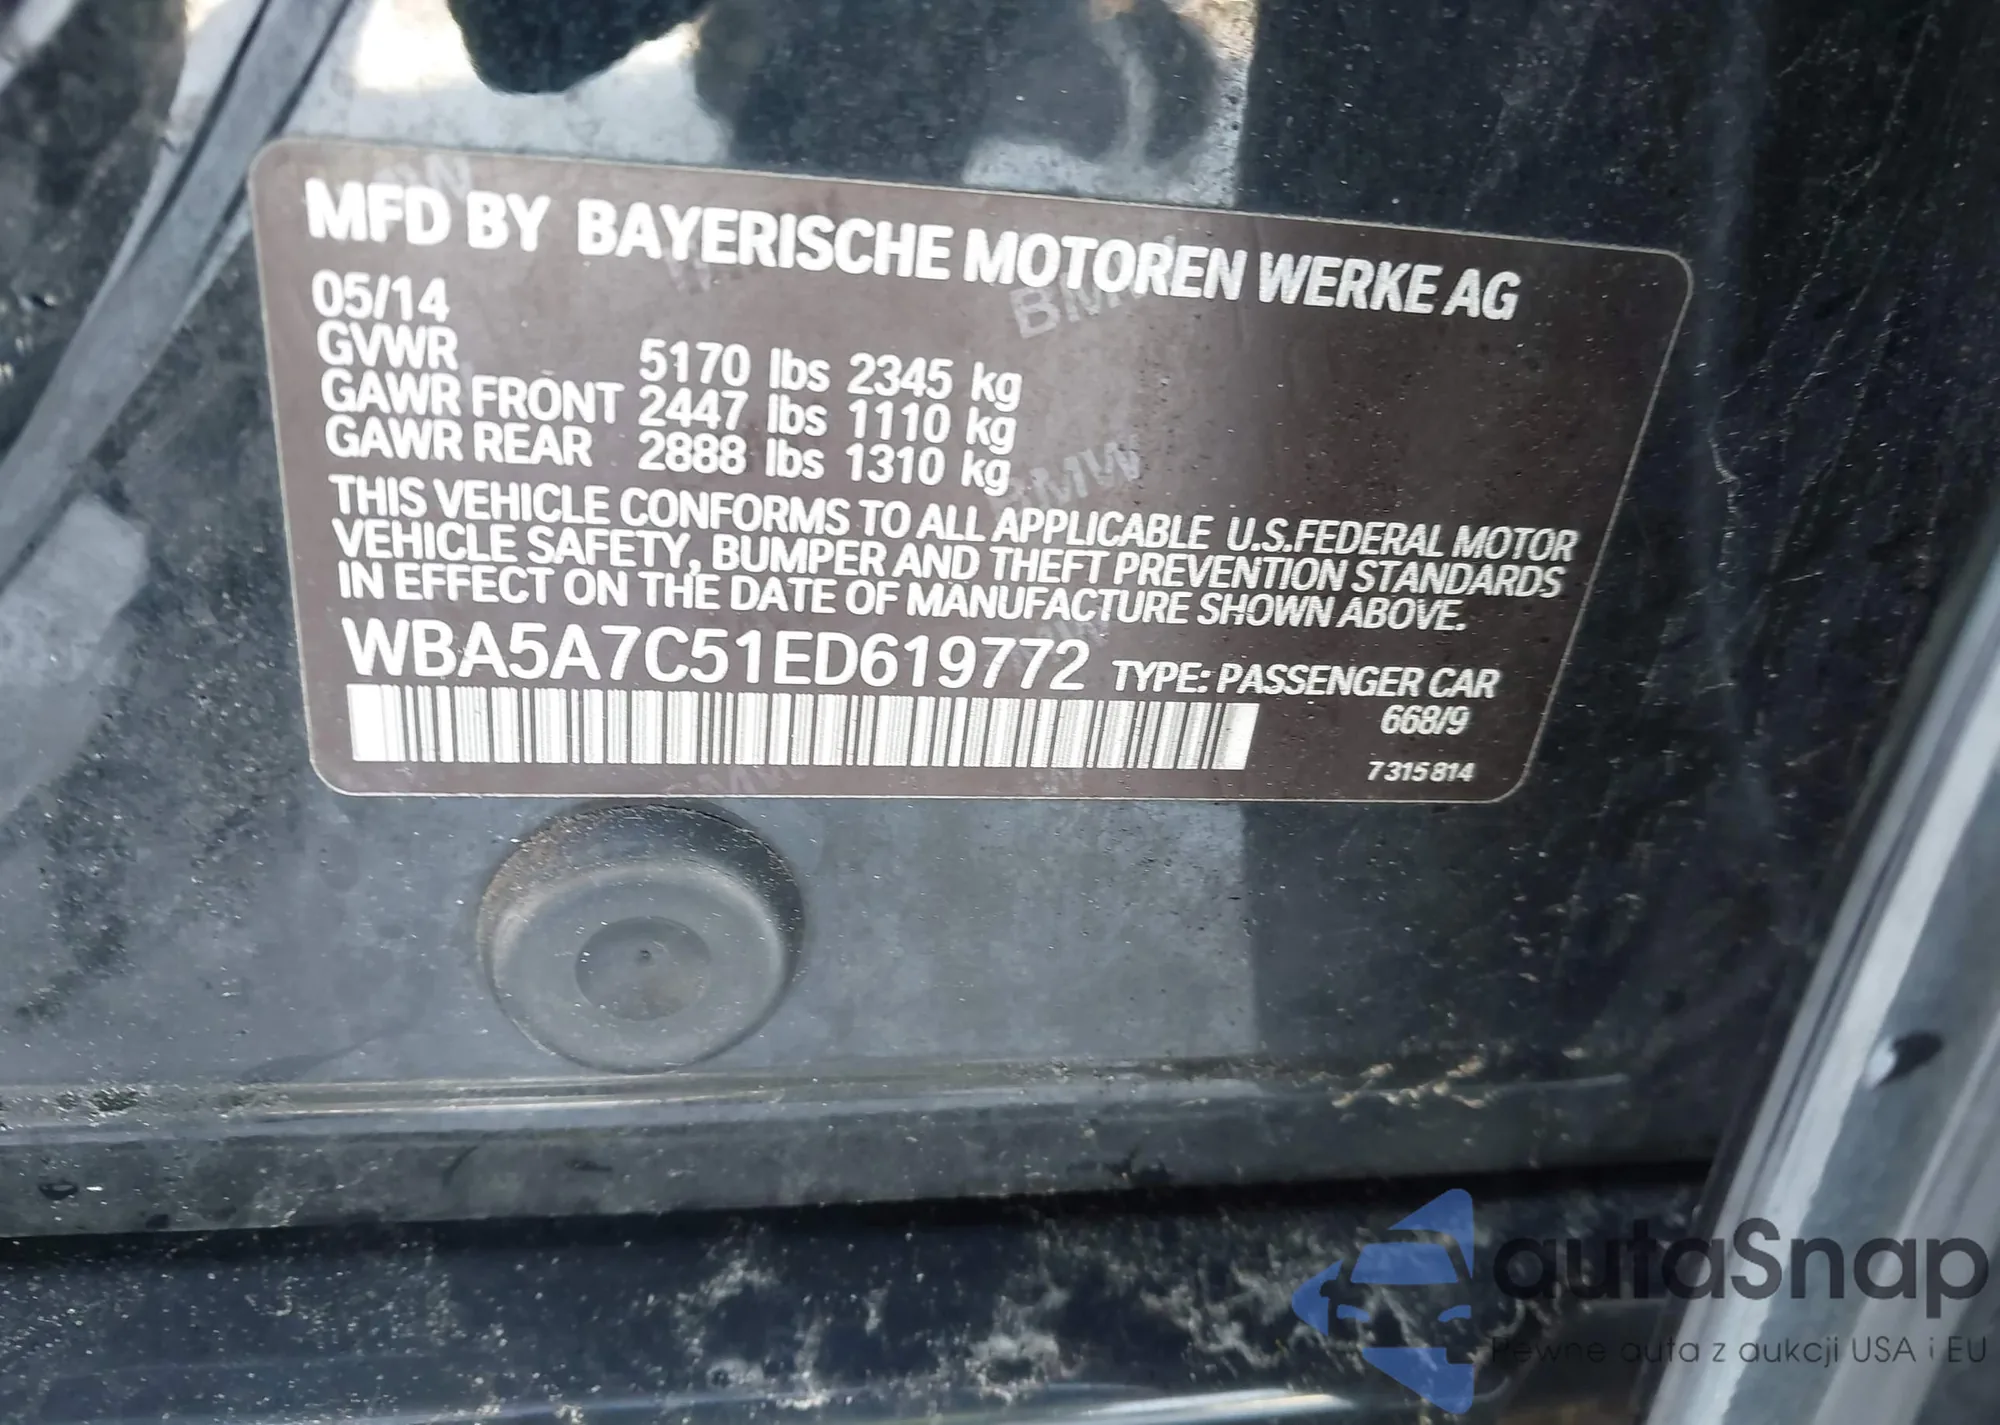 MFD BY BAYERISCHE MOTOREN WERKE AG
05/14
GVWR 5170 lbs 2345 kg
GAWR FRONT 2447 lbs 1110 kg
GAWR REAR 2888 lbs 1310 kg
THIS VEHICLE CONFORMS TO ALL APPLICABLE U.S.FEDERAL MOTOR
VEHICLE SAFETY, BUMPER AND THEFT PREVENTION STANDARDS
IN EFFECT ON THE DATE OF MANUFACTURE SHOWN ABOVE.
WBA5A7C51ED619772 TYPE: PASSENGER CAR
668/9
7315814
autaSnap
Pewne auta z aukcji USA i EU